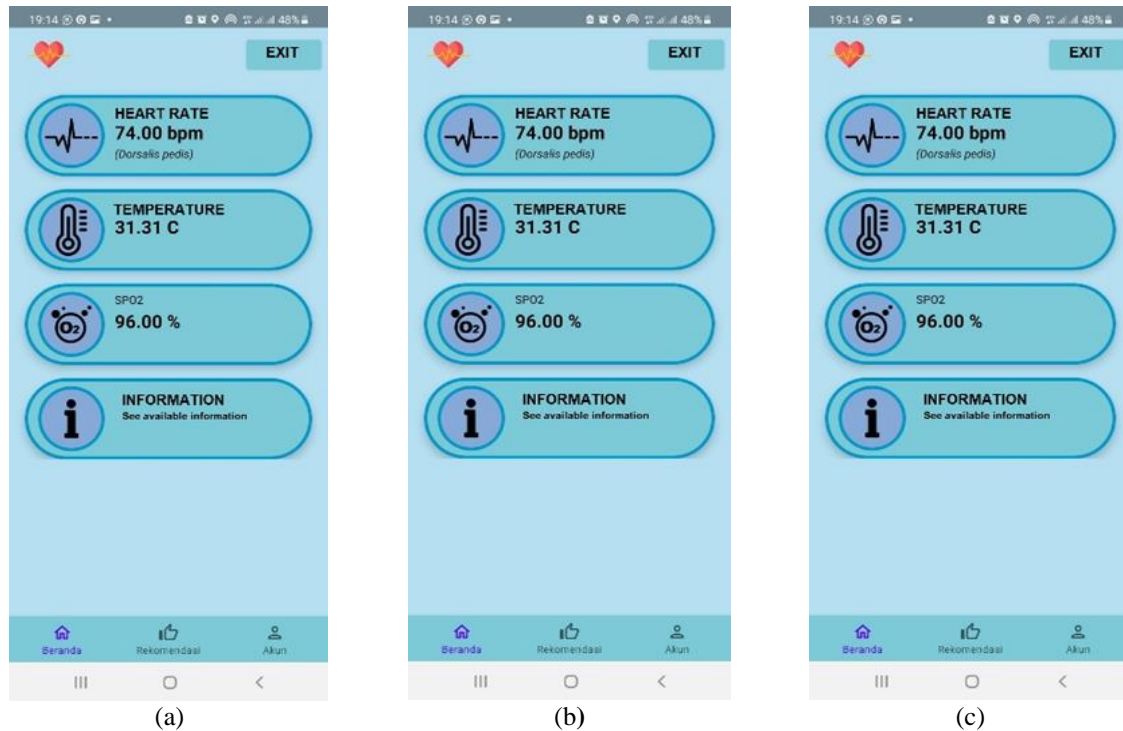 19:14
48%
EXIT
HEART RATE
74.00 bpm
(Dorsalis pedis)
TEMPERATURE
31.31 C
O2
SPO2
96.00 %
i
INFORMATION
See available information
Beranda
Rekomendasi
Akun
(a)
19:14
48%
EXIT
HEART RATE
74.00 bpm
(Dorsalis pedis)
TEMPERATURE
31.31 C
O2
SPO2
96.00 %
i
INFORMATION
See available information
Beranda
Rekomendasi
Akun
(b)
19:14
48%
EXIT
HEART RATE
74.00 bpm
(Dorsalis pedis)
TEMPERATURE
31.31 C
O2
SPO2
96.00 %
i
INFORMATION
See available information
Beranda
Rekomendasi
Akun
(c)